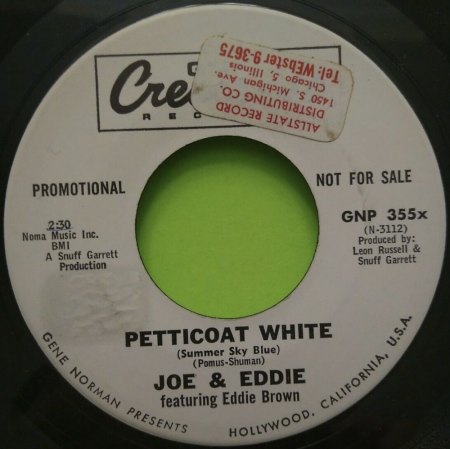 Tel: WEbster 9-3675
Chicago 5, Illinois
1450 S. Michigan Ave.
DISTRIBUTING CO.
ALLSTATE RECORD
PROMOTIONAL
NOT FOR SALE
2:30
Noma Music Inc.
BMI
A Snuff Garrett
Production
GNP 355x
(N-3112)
Produced by:
Leon Russell &
Snuff Garrett
PETTICOAT WHITE
(Summer Sky Blue)
(Pomus-Shuman)
JOE & EDDIE
featuring Eddie Brown
GENE NORMAN PRESENTS
HOLLYWOOD, CALIFORNIA, U.S.A.